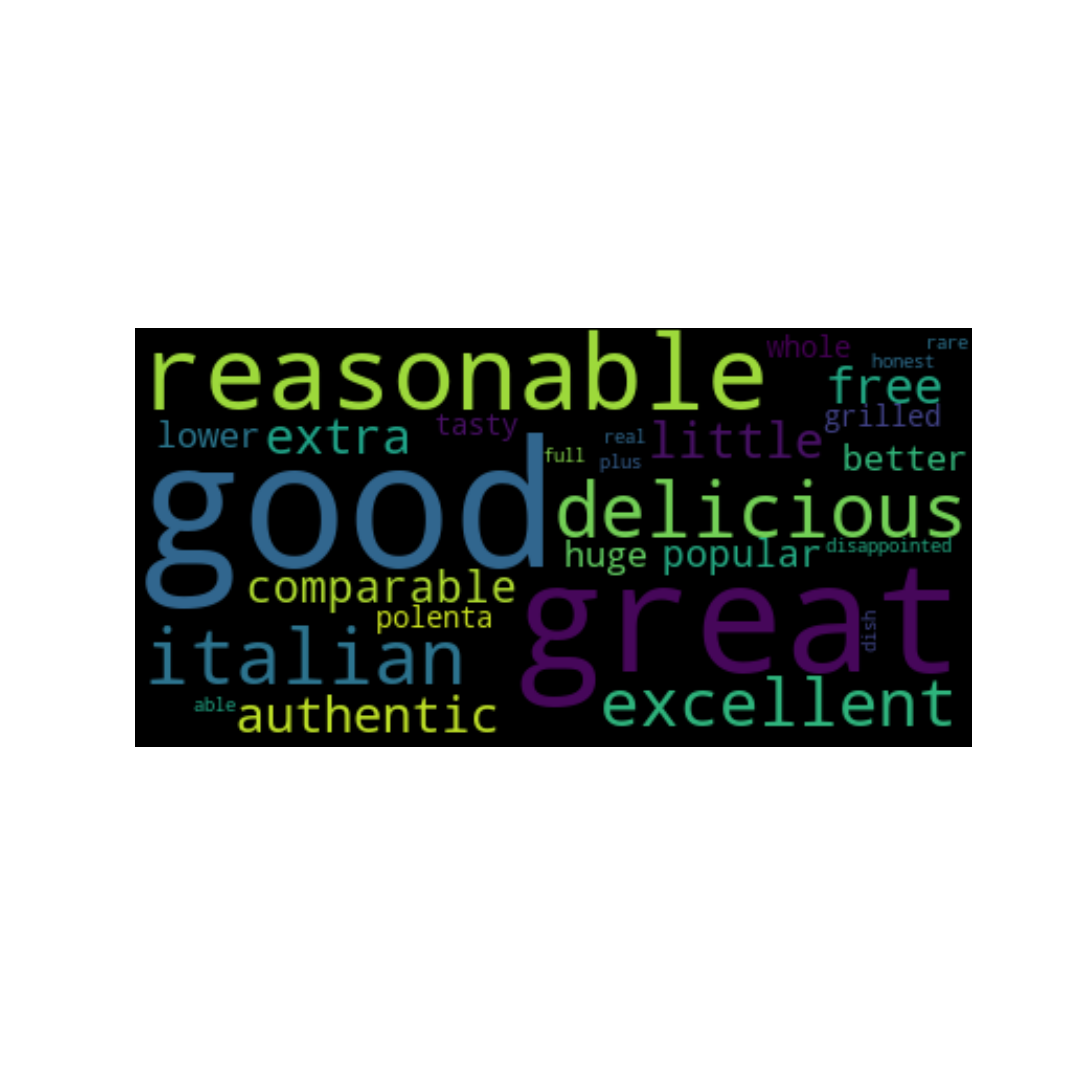 reasonable
whole
rare
honest
free
grilled
lower
extra
tasty
real
little
full
plus
better
good
delicious
huge
popular
disappointed
comparable
great
polenta
dish
italian
excellent
able
authentic